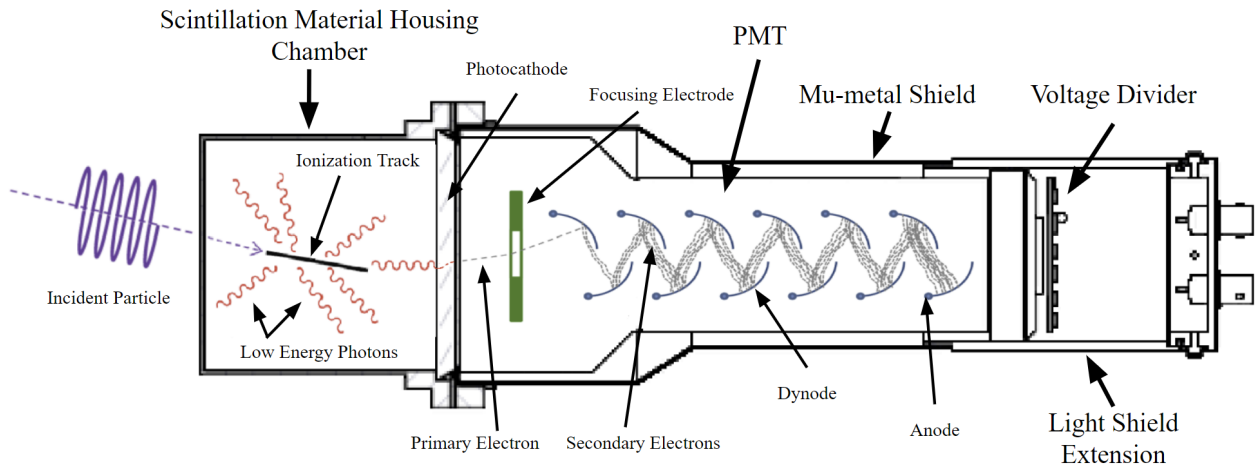 Scintillation Material Housing
Chamber
PMT
Photocathode
Focusing Electrode
Mu-metal Shield
Voltage Divider
Ionization Track
Incident Particle
Low Energy Photons
Dynode
Primary Electron
Secondary Electrons
Anode
Light Shield
Extension